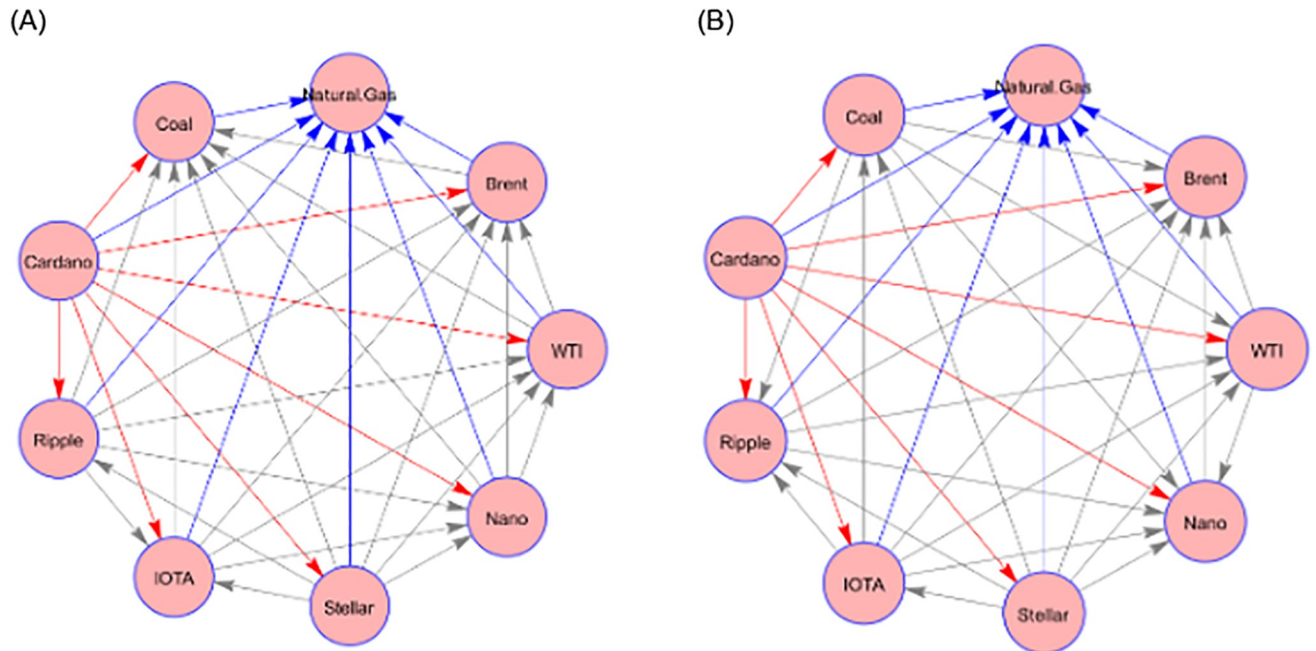 (A)
(B)
Natural.Gas
Coal
Brent
Cardano
WTI
Ripple
Nano
IOTA
Stellar
Natural.Gas
Coal
Brent
Cardano
WTI
Ripple
Nano
IOTA
Stellar